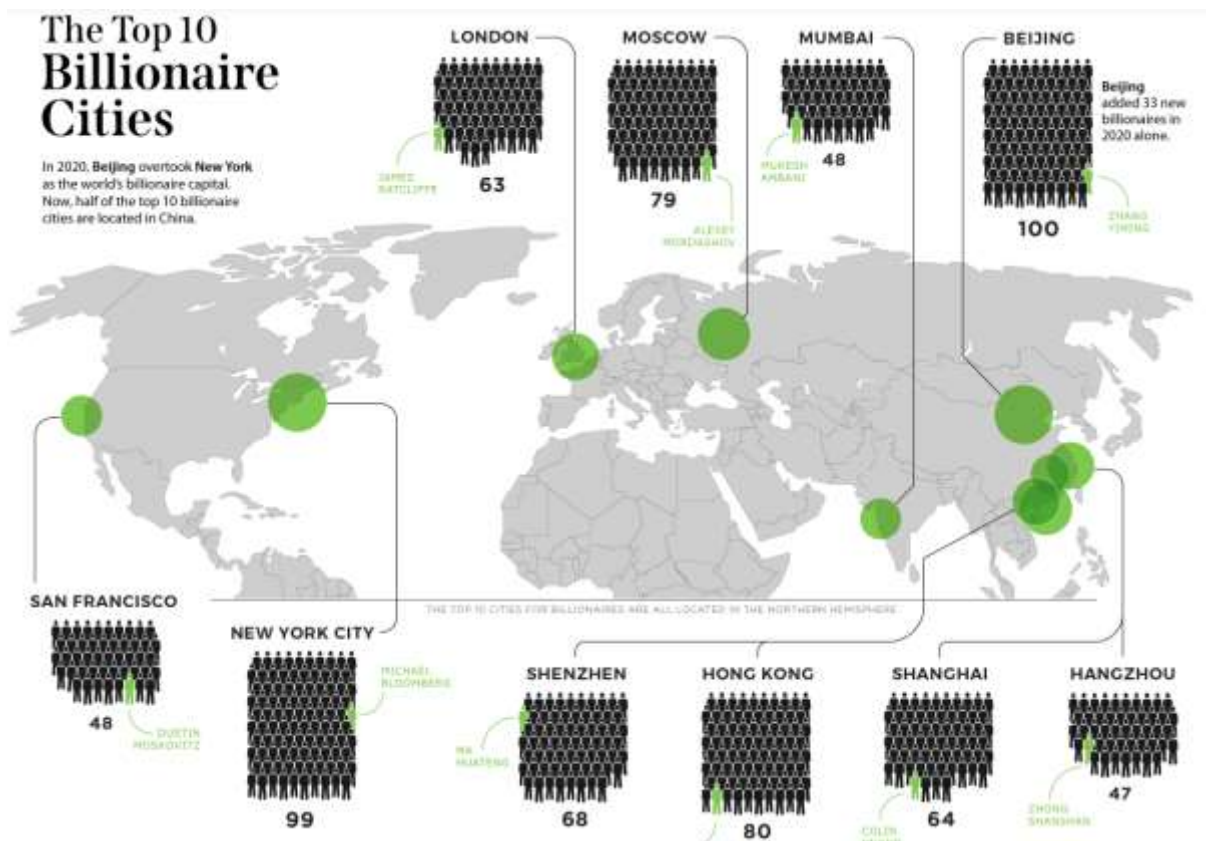 The Top 10
Billionaire
Cities
In 2020, Beijing overtook New York
as the world's billionaire capital.
Now, half of the top 10 billionaire
cities are located in China.
LONDON
JAMES
RATCLIFFE
63
MOSCOW
79
ALEXEY
MORDASHOV
MUMBAI
MUKESH
AMBANI
48
BEIJING
Beijing
added 33 new
billionaires in
2020 alone.
ZHANG
YIMING
100
SAN FRANCISCO
48
DUSTIN
MOSKOVITZ
THE TOP 10 CITIES FOR BILLIONAIRES ARE ALL LOCATED IN THE NORTHERN HEMISPHERE
NEW YORK CITY
MICHAEL
BLOOMBERG
99
SHENZHEN
MA
HUATENG
68
HONG KONG
80
SHANGHAI
COLIN
64
HANGZHOU
ZHONG
SHANSHAN
47